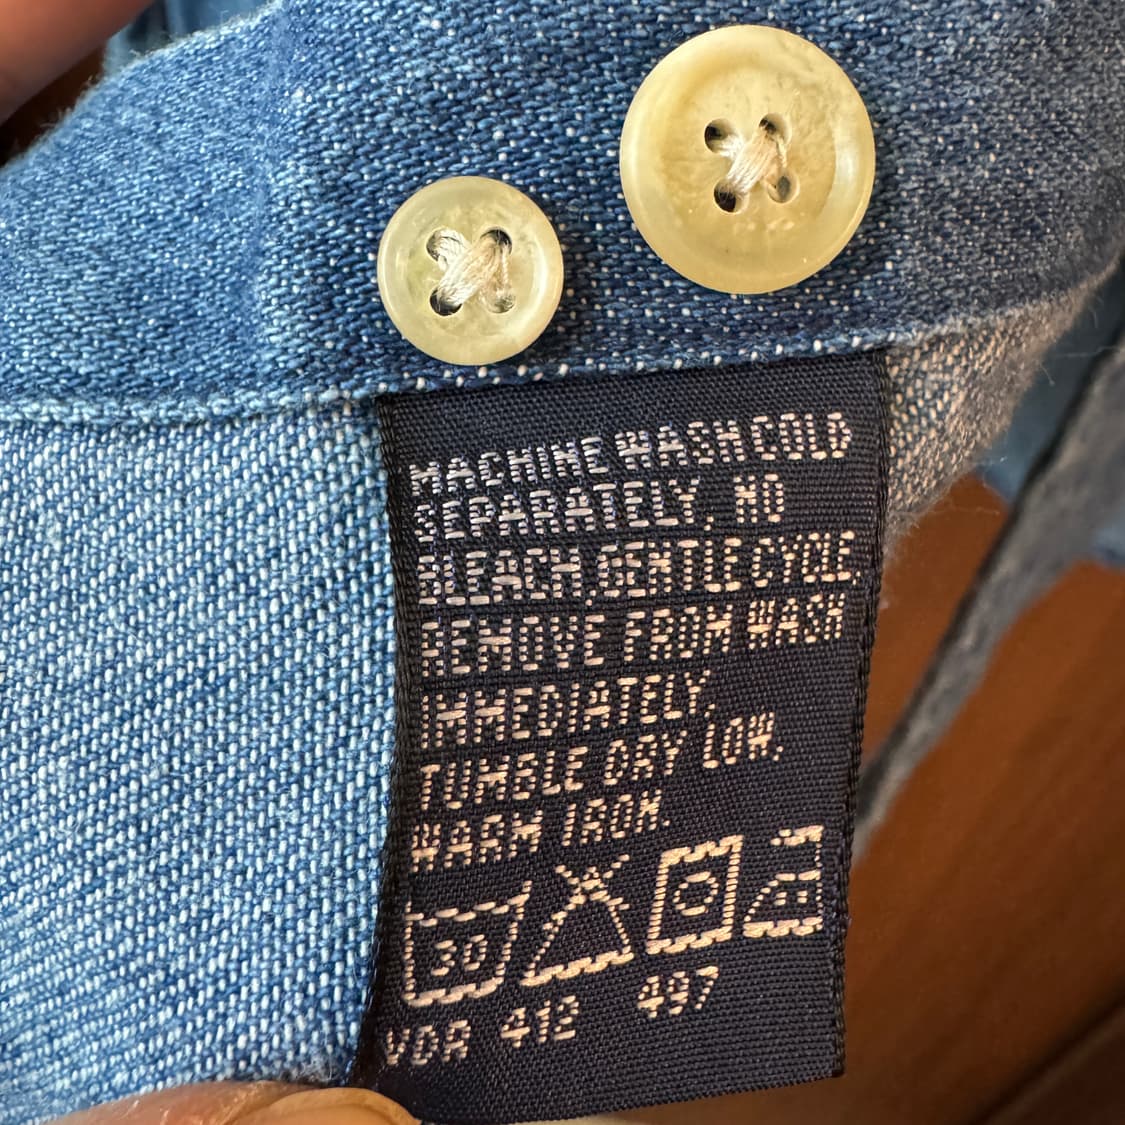 MACHINE WASH COLD
SEPARATELY, NO
BLEACH, GENTLE CYCLE,
REMOVE FROM WASH
IMMEDIATELY,
TUMBLE DRY LOW,
WARM IRON.
30
VDR 412 497